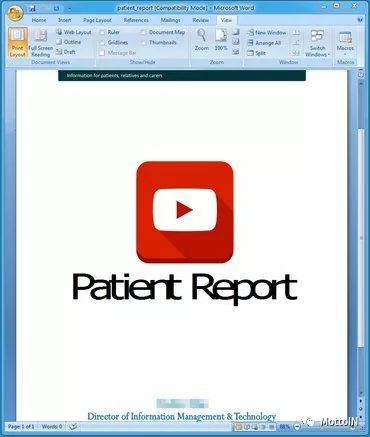 patient_report [Compatibility Mode] - Microsoft Word
Home Insert Page Layout References Mailings Review View
Print Layout
Full Screen Reading
Web Layout
Outline
Draft
Document Views
Ruler
Gridlines
Message Bar
Document Map
Thumbnails
Show/Hide
Zoom
100%
Zoom
New Window
Arrange All
Split
Switch Windows
Window
Macros
Macros
Information for patients, relatives and carers
Patient Report
Director of Information Management & Technology
Page: 1 of 1 Words: 0
88%
MottoIN